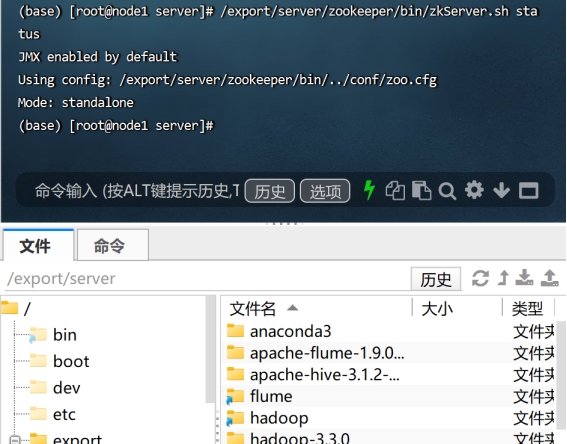 (base) [root@node1 server]# /export/server/zookeeper/bin/zkServer.sh sta
tus
JMX enabled by default
Using config: /export/server/zookeeper/bin/../conf/zoo.cfg
Mode: standalone
(base) [root@node1 server]#
命令输入 (按ALT键提示历史,T 历史 选项
文件 命令
/export/server 历史
/ 文件名 大小 类型
bin anaconda3 文件夹
boot apache-flume-1.9.0... 文件夹
dev apache-hive-3.1.2-... 文件夹
etc flume 文件夹
hadoop 文件夹
export hadoop-3.3.0 文件夹